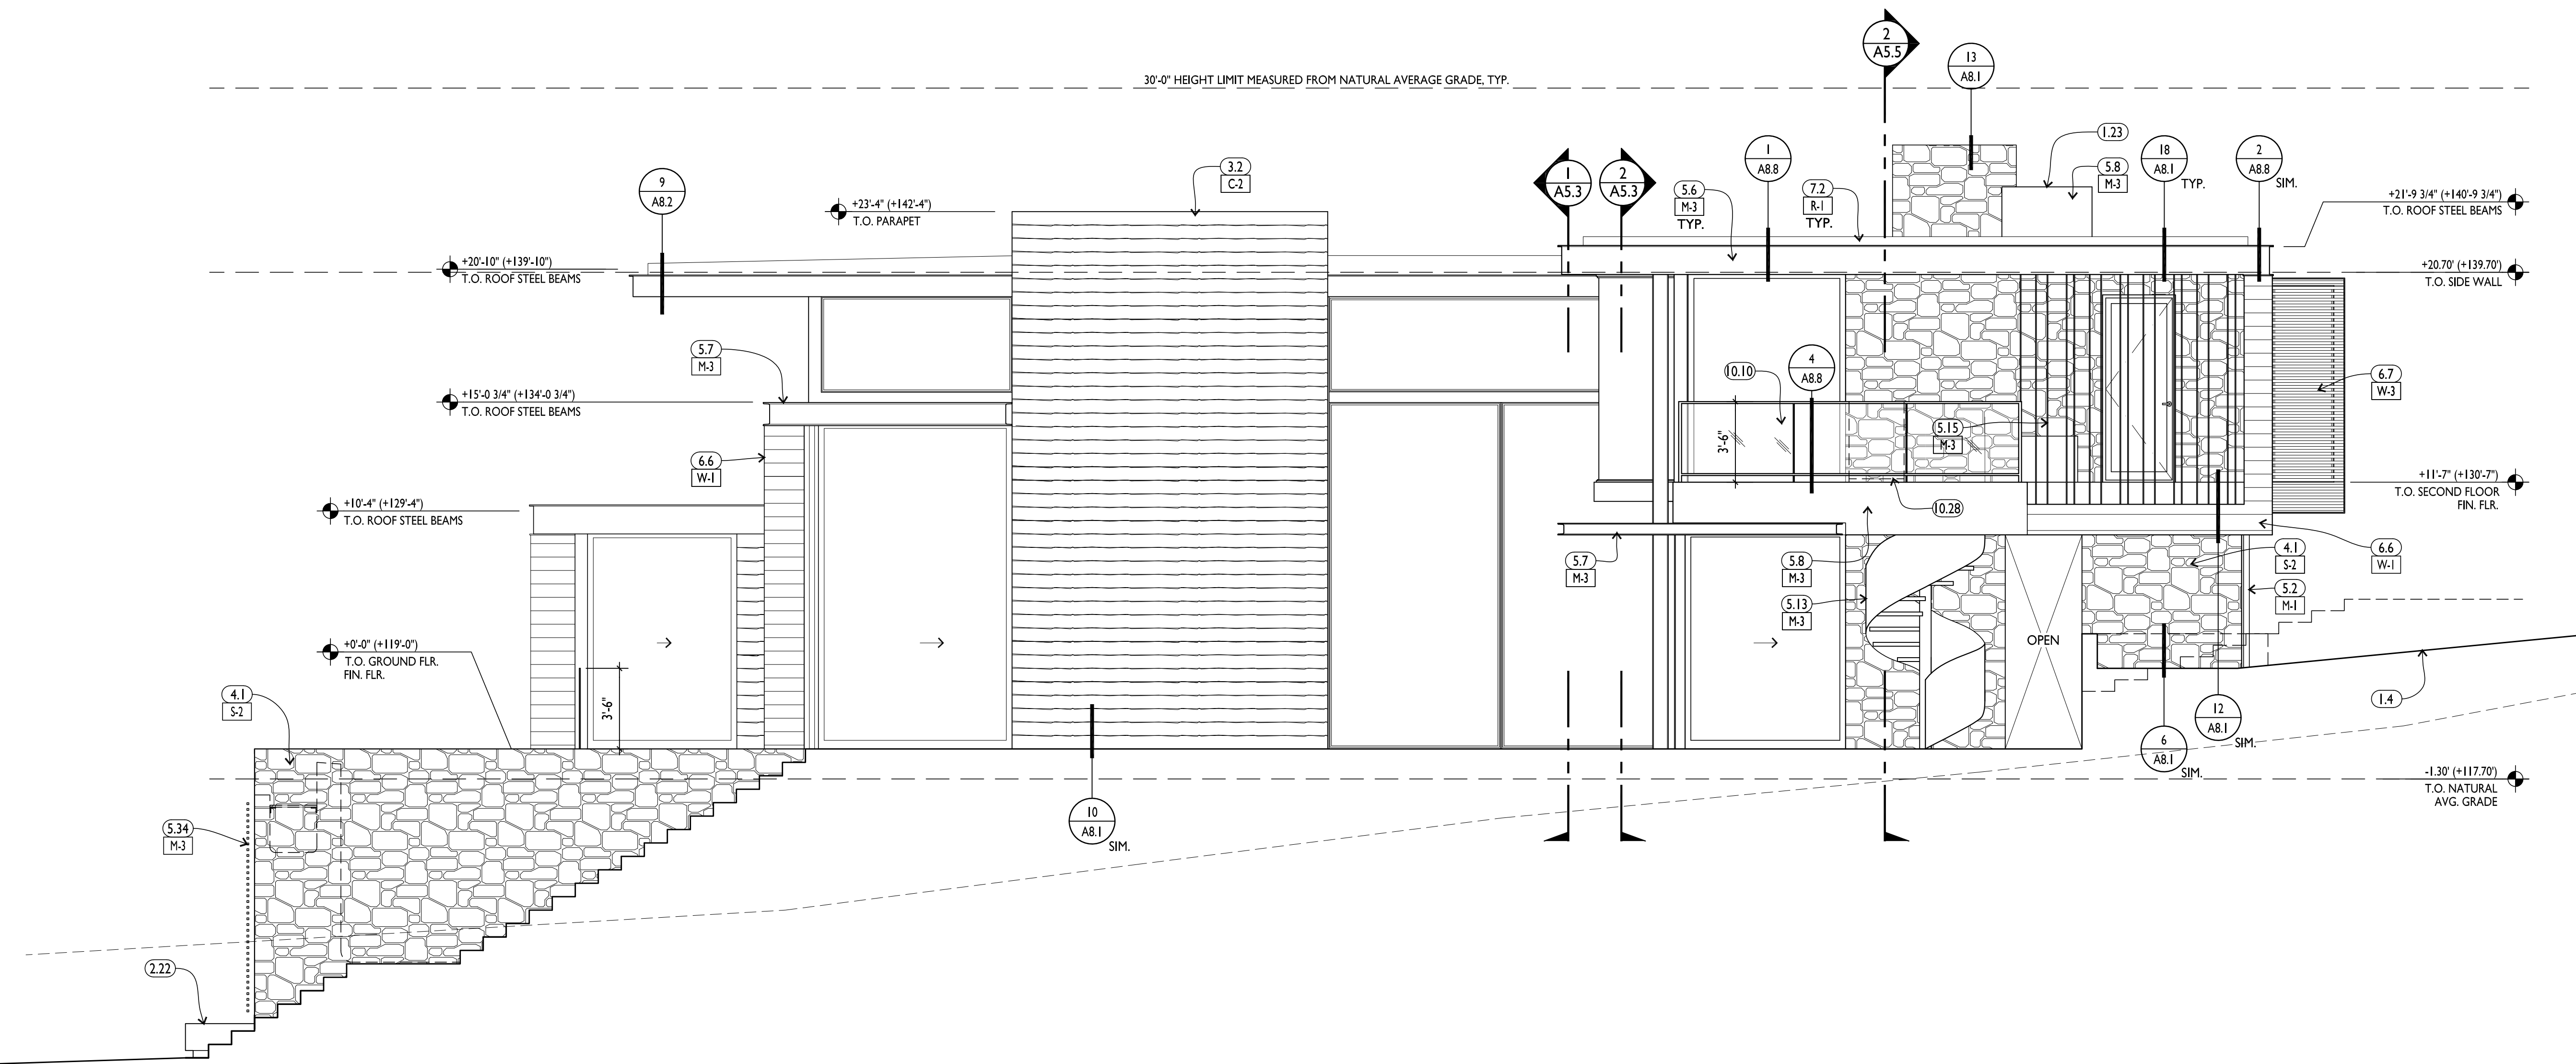 2
A5.5
13
A8.1
30'-0" HEIGHT LIMIT MEASURED FROM NATURAL AVERAGE GRADE, TYP.
1.23
3.2
C-2
9
A8.2
1
A5.3
2
A5.3
1
A8.8
5.6
M-3
TYP.
7.2
R-1
TYP.
5.8
M-3
18
A8.1
TYP.
2
A8.8
SIM.
+23'-4" (+142'-4")
T.O. PARAPET
+21'-9 3/4" (+140'-9 3/4")
T.O. ROOF STEEL BEAMS
+20'-10" (+139'-10")
T.O. ROOF STEEL BEAMS
+20.70' (+139.70')
T.O. SIDE WALL
5.7
M-3
10.10
4
A8.8
6.7
W-3
+15'-0 3/4" (+134'-0 3/4")
T.O. ROOF STEEL BEAMS
3'-6"
5.15
M-3
6.6
W-1
+11'-7" (+130'-7")
T.O. SECOND FLOOR
FIN. FLR.
+10'-4" (+129'-4")
T.O. ROOF STEEL BEAMS
10.28
5.7
M-3
5.8
M-3
4.1
S-2
6.6
W-1
5.13
M-3
5.2
M-1
OPEN
+0'-0" (+119'-0")
T.O. GROUND FLR.
FIN. FLR.
4.1
S-2
3'-6"
1.4
12
A8.1
SIM.
6
A8.1
SIM.
-1.30' (+117.70')
T.O. NATURAL
AVG. GRADE
5.34
M-3
10
A8.1
SIM.
2.22